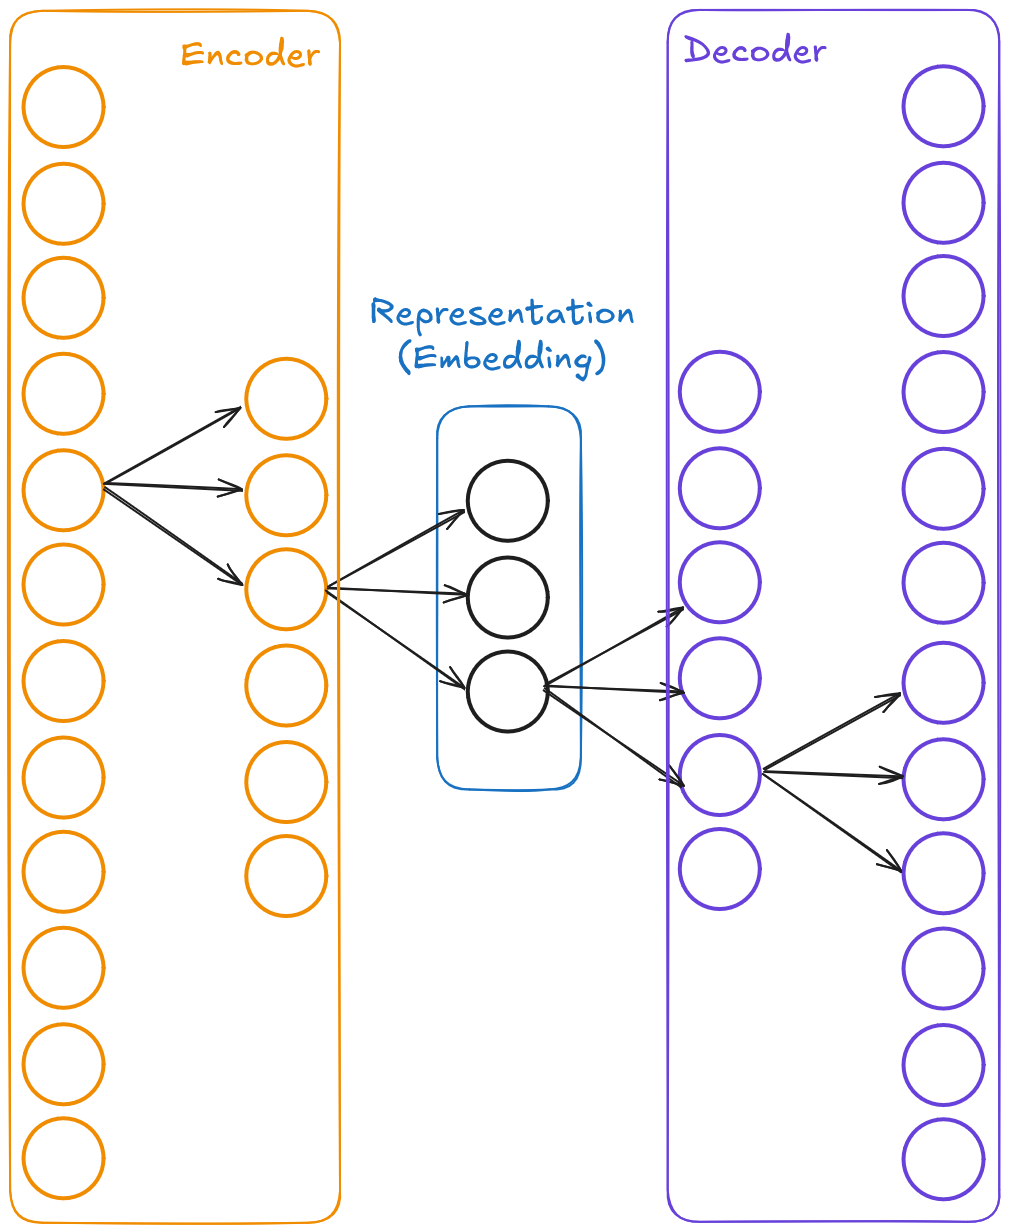 Encoder
Decoder
Representation
(Embedding)